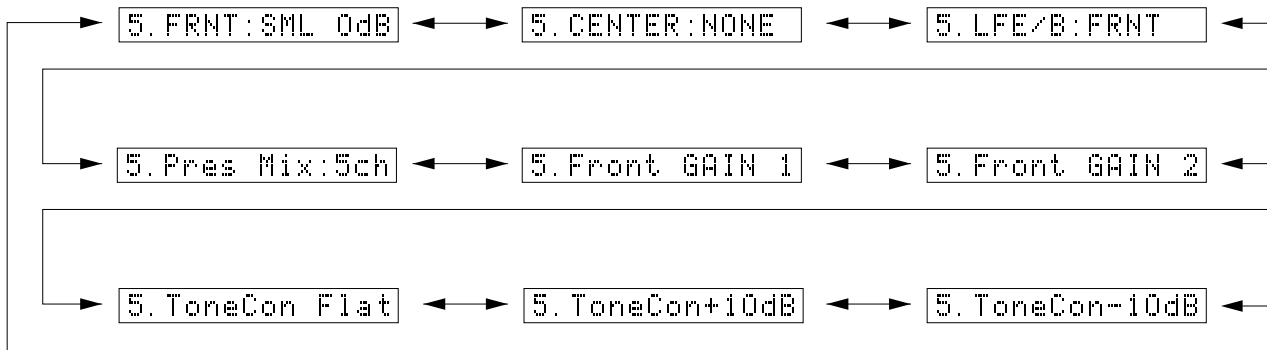 5. FRNT:SML 0dB
5. CENTER:NONE
5. LFE/B:FRNT
5. Pres Mix:5ch
5. Front GAIN 1
5. Front GAIN 2
5. ToneCon Flat
5. ToneCon+10dB
5. ToneCon-10dB